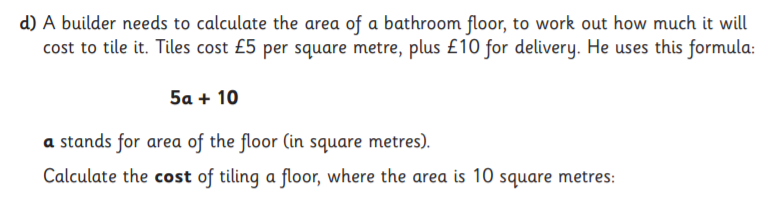 d) A builder needs to calculate the area of a bathroom floor, to work out how much it will
cost to tile it. Tiles cost £5 per square metre, plus £10 for delivery. He uses this formula:
5a + 10
a stands for area of the floor (in square metres).
Calculate the cost of tiling a floor, where the area is 10 square metres: